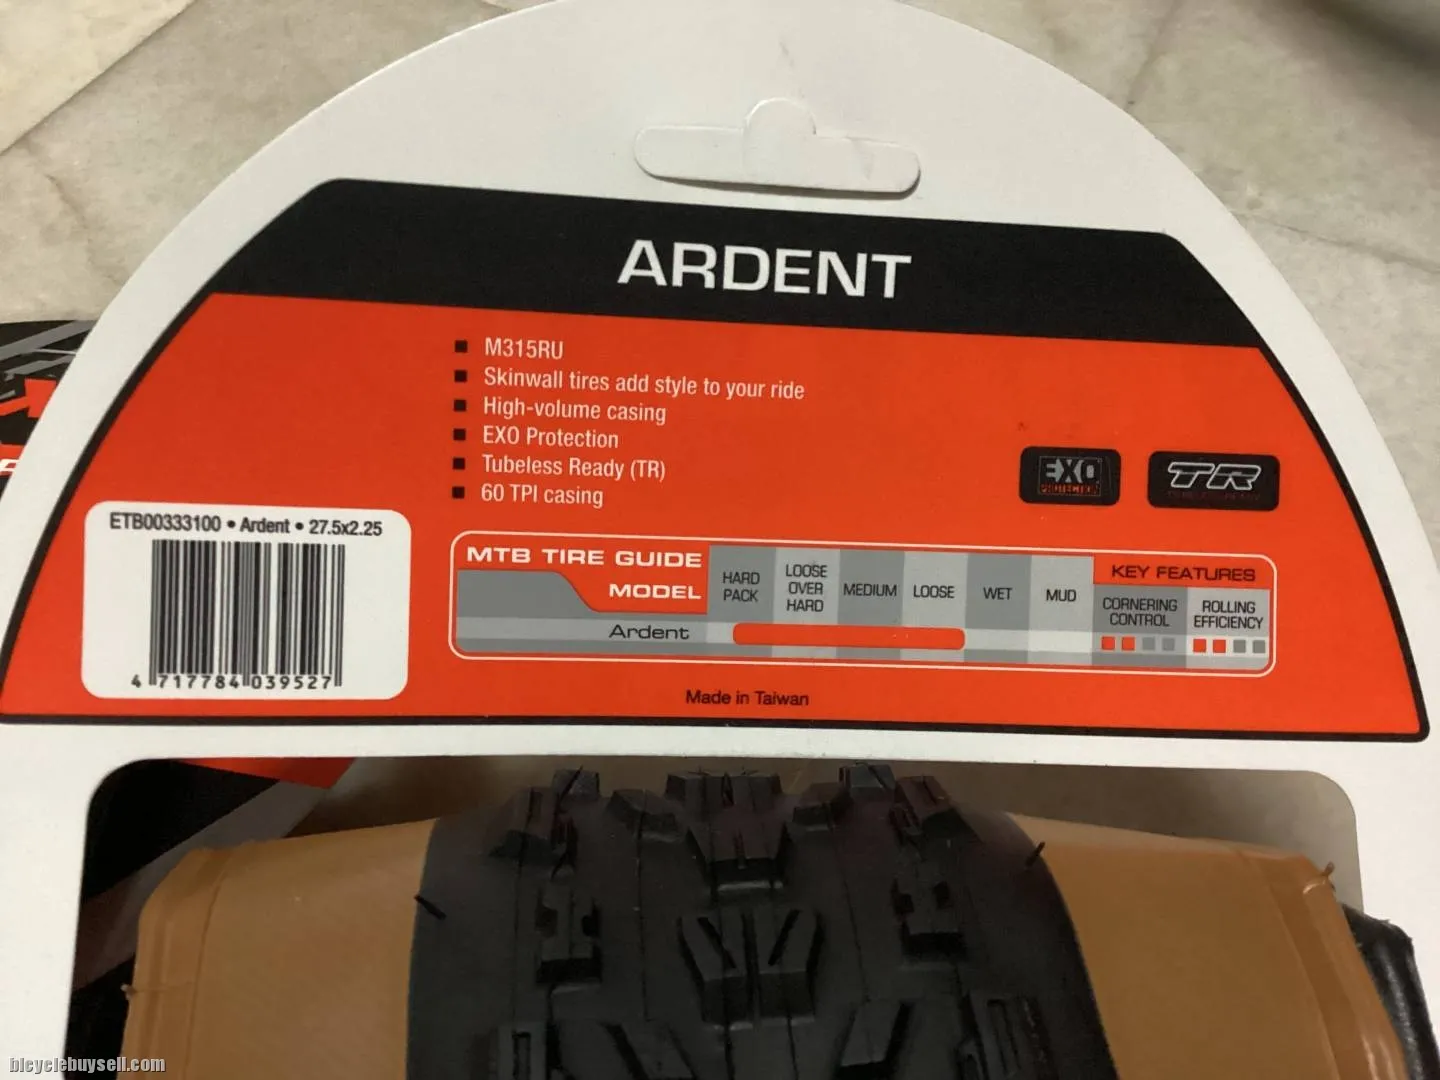 ARDENT
M315RU
Skinwall tires add style to your ride
High-volume casing
EXO Protection
Tubeless Ready (TR)
60 TPI casing
EXO
PROTECTION
TR
ETB00333100 • Ardent • 27.5x2.25
4 717784 039527
MTB TIRE GUIDE
MODEL
HARD PACK
LOOSE OVER HARD
MEDIUM
LOOSE
WET
MUD
KEY FEATURES
CORNERING CONTROL
ROLLING EFFICIENCY
Ardent
Made in Taiwan
bicyclebuysell.com